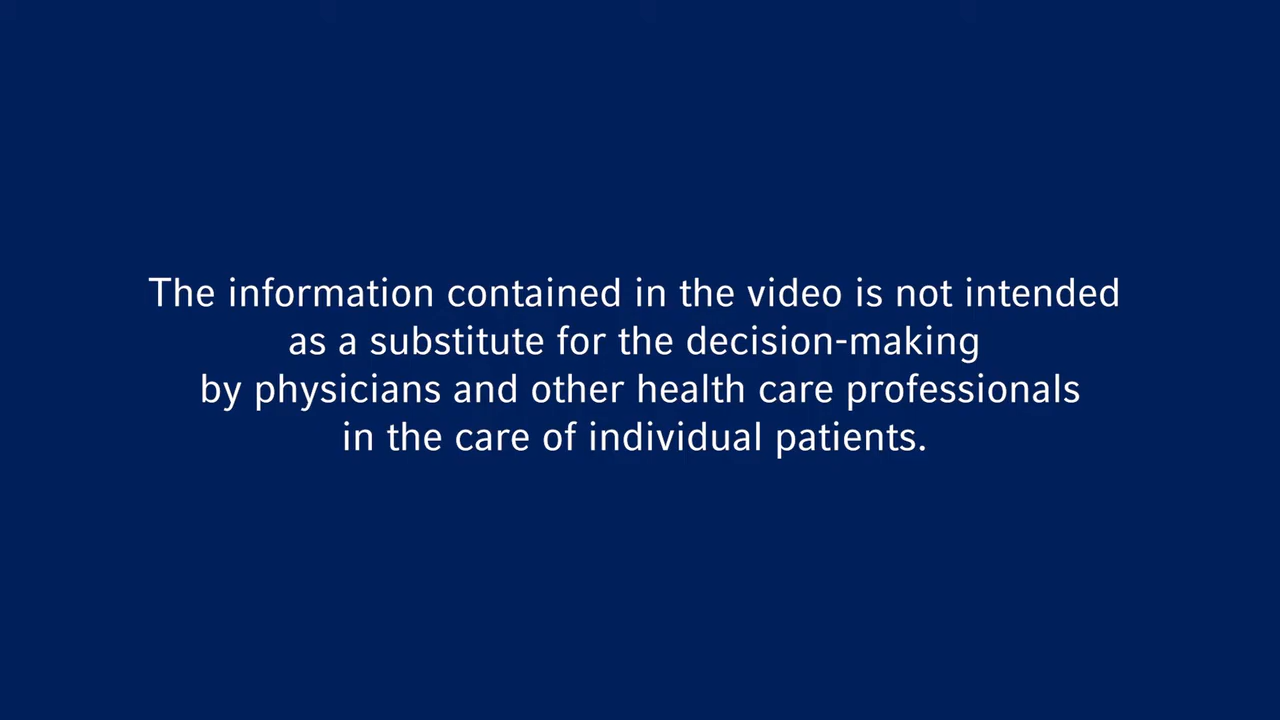 The information contained in the video is not intended
as a substitute for the decision-making
by physicians and other health care professionals
in the care of individual patients.